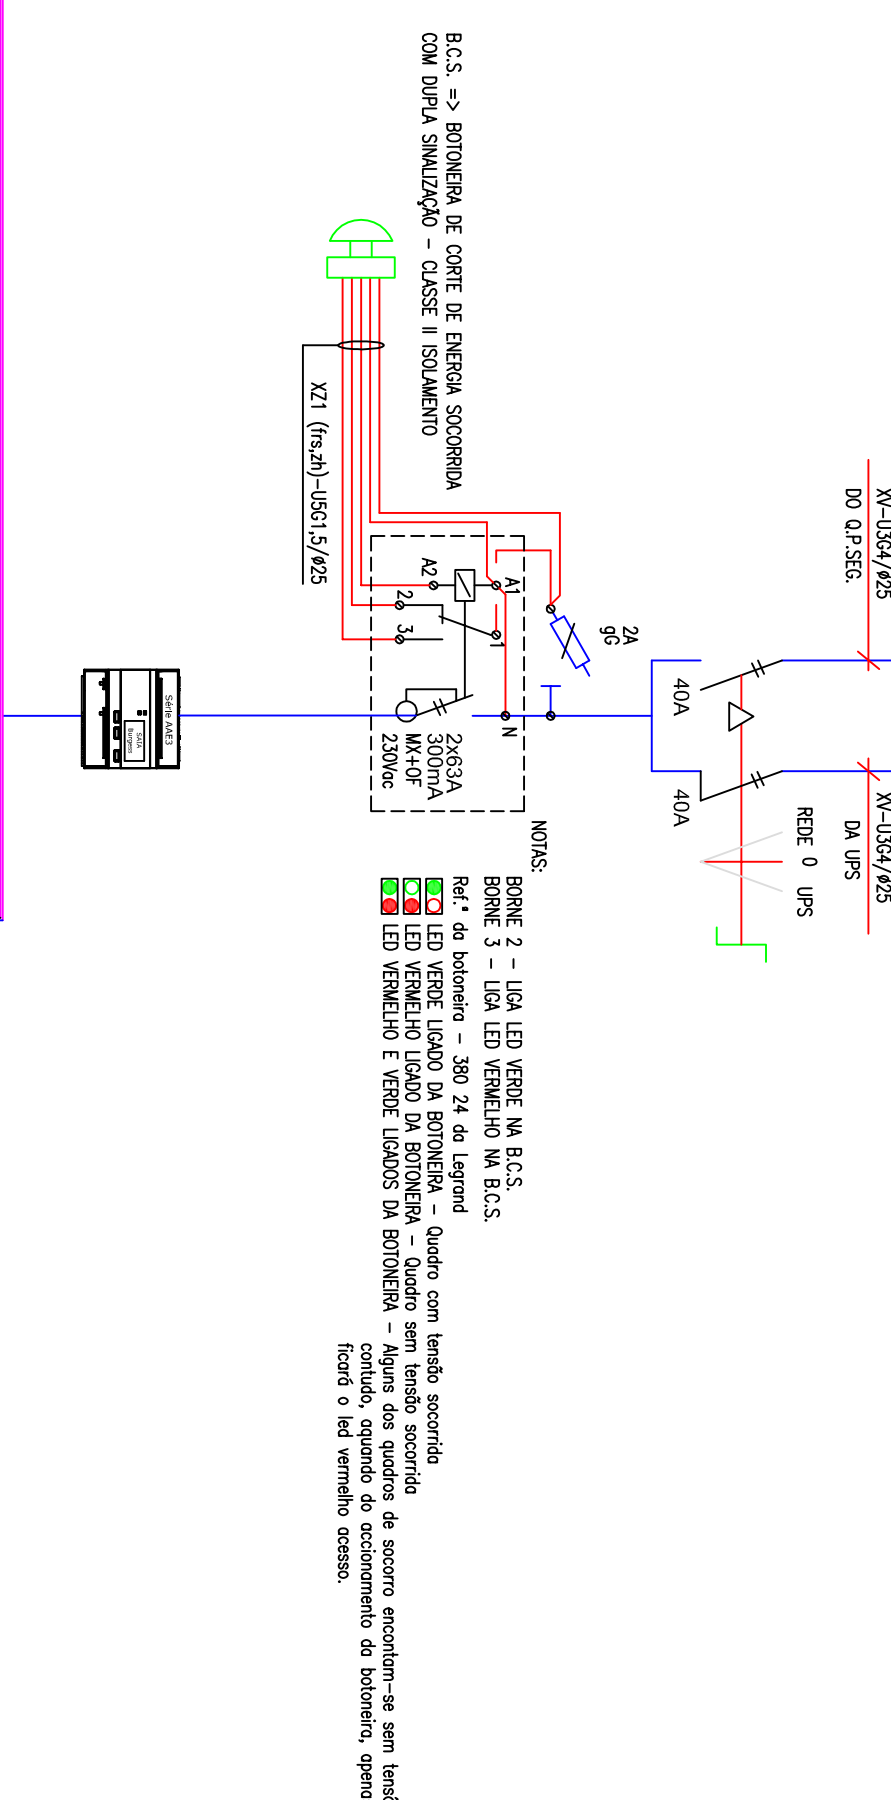 XV-U3G4/ø25
DO Q.P.SEG.
XV-U3G4/ø25
DA UPS
REDE 0 UPS
40A
40A
2A
gG
B.C.S. => BOTONEIRA DE CORTE DE ENERGIA SOCORRIDA
COM DUPLA SINALIZAÇÃO - CLASSE II ISOLAMENTO
XZ1 (frs,zh)-U5G1,5/ø25
A1
A2
1
2
3
N
2x63A
300mA
MX+OF
230Vac
Série AAE3
SAIA
Burgess
NOTAS:
BORNE 2 - LIGA LED VERDE NA B.C.S.
BORNE 3 - LIGA LED VERMELHO NA B.C.S.
Ref.ª da botoneira - 380 24 da Legrand
LED VERDE LIGADO DA BOTONEIRA - Quadro com tensão socorrida
LED VERMELHO LIGADO DA BOTONEIRA - Quadro sem tensão socorrida
LED VERMELHO E VERDE LIGADOS DA BOTONEIRA - Alguns dos quadros de socorro encontam-se sem
contudo, aquando do accionamento da botoneira,
ficará o led vermelho acesso.